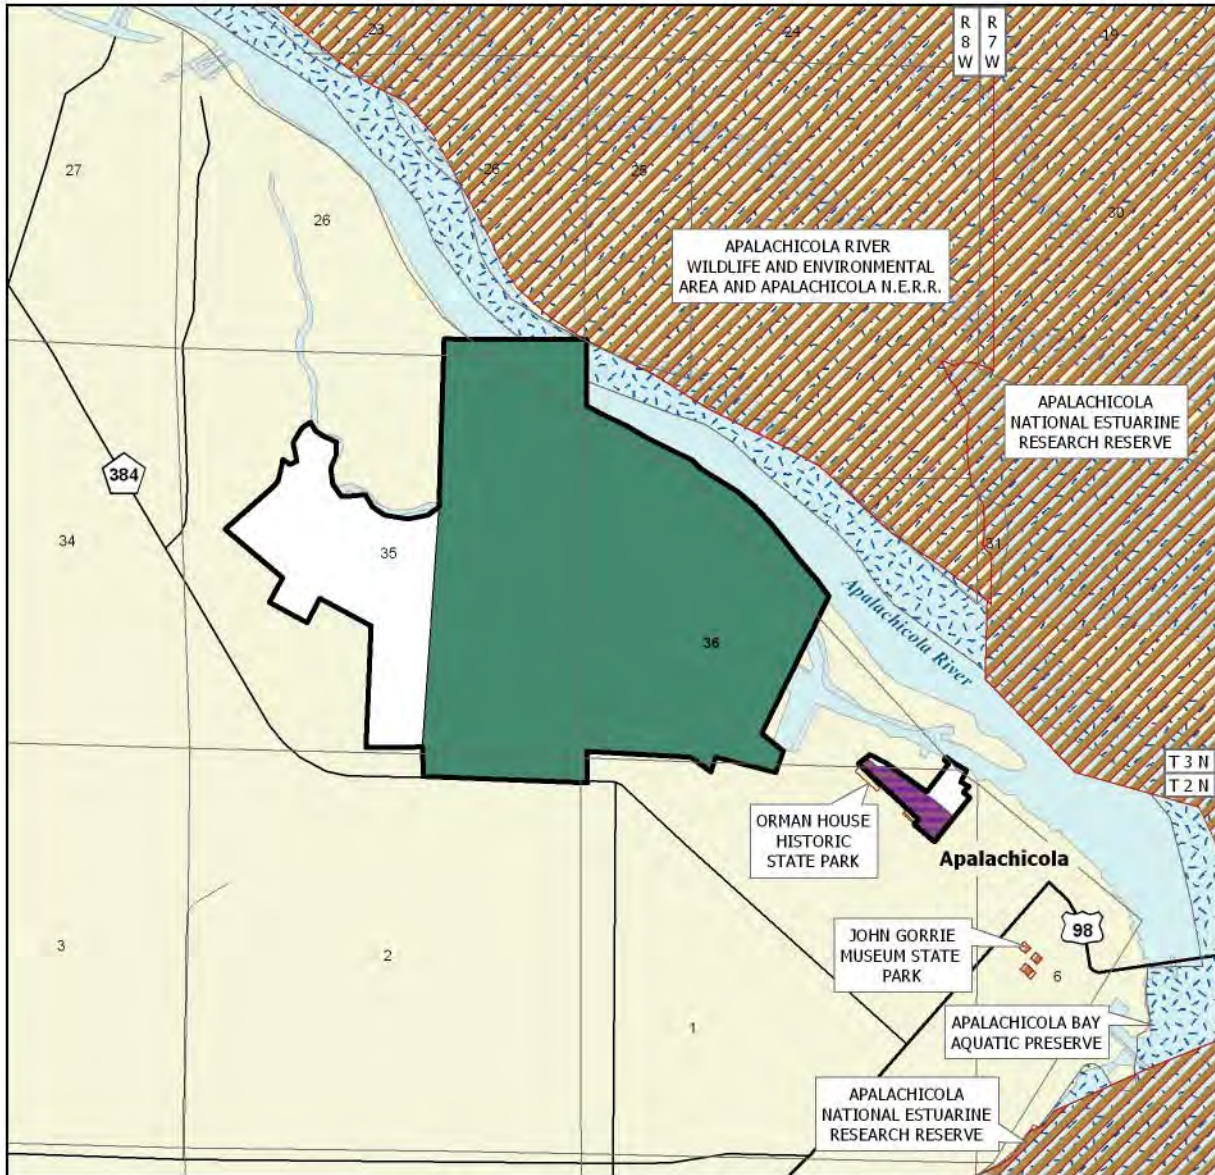 23
24
19
R
8
W
R
7
W
27
26
26
25
30
APALACHICOLA RIVER
WILDLIFE AND ENVIRONMENTAL
AREA AND APALACHICOLA N.E.R.R.
APALACHICOLA
NATIONAL ESTUARINE
RESEARCH RESERVE
384
34
35
31
Apalachicola River
36
T 3 N
T 2 N
ORMAN HOUSE
HISTORIC
STATE PARK
Apalachicola
98
JOHN GORRIE
MUSEUM STATE
PARK
3
2
6
1
APALACHICOLA BAY
AQUATIC PRESERVE
APALACHICOLA
NATIONAL ESTUARINE
RESEARCH RESERVE